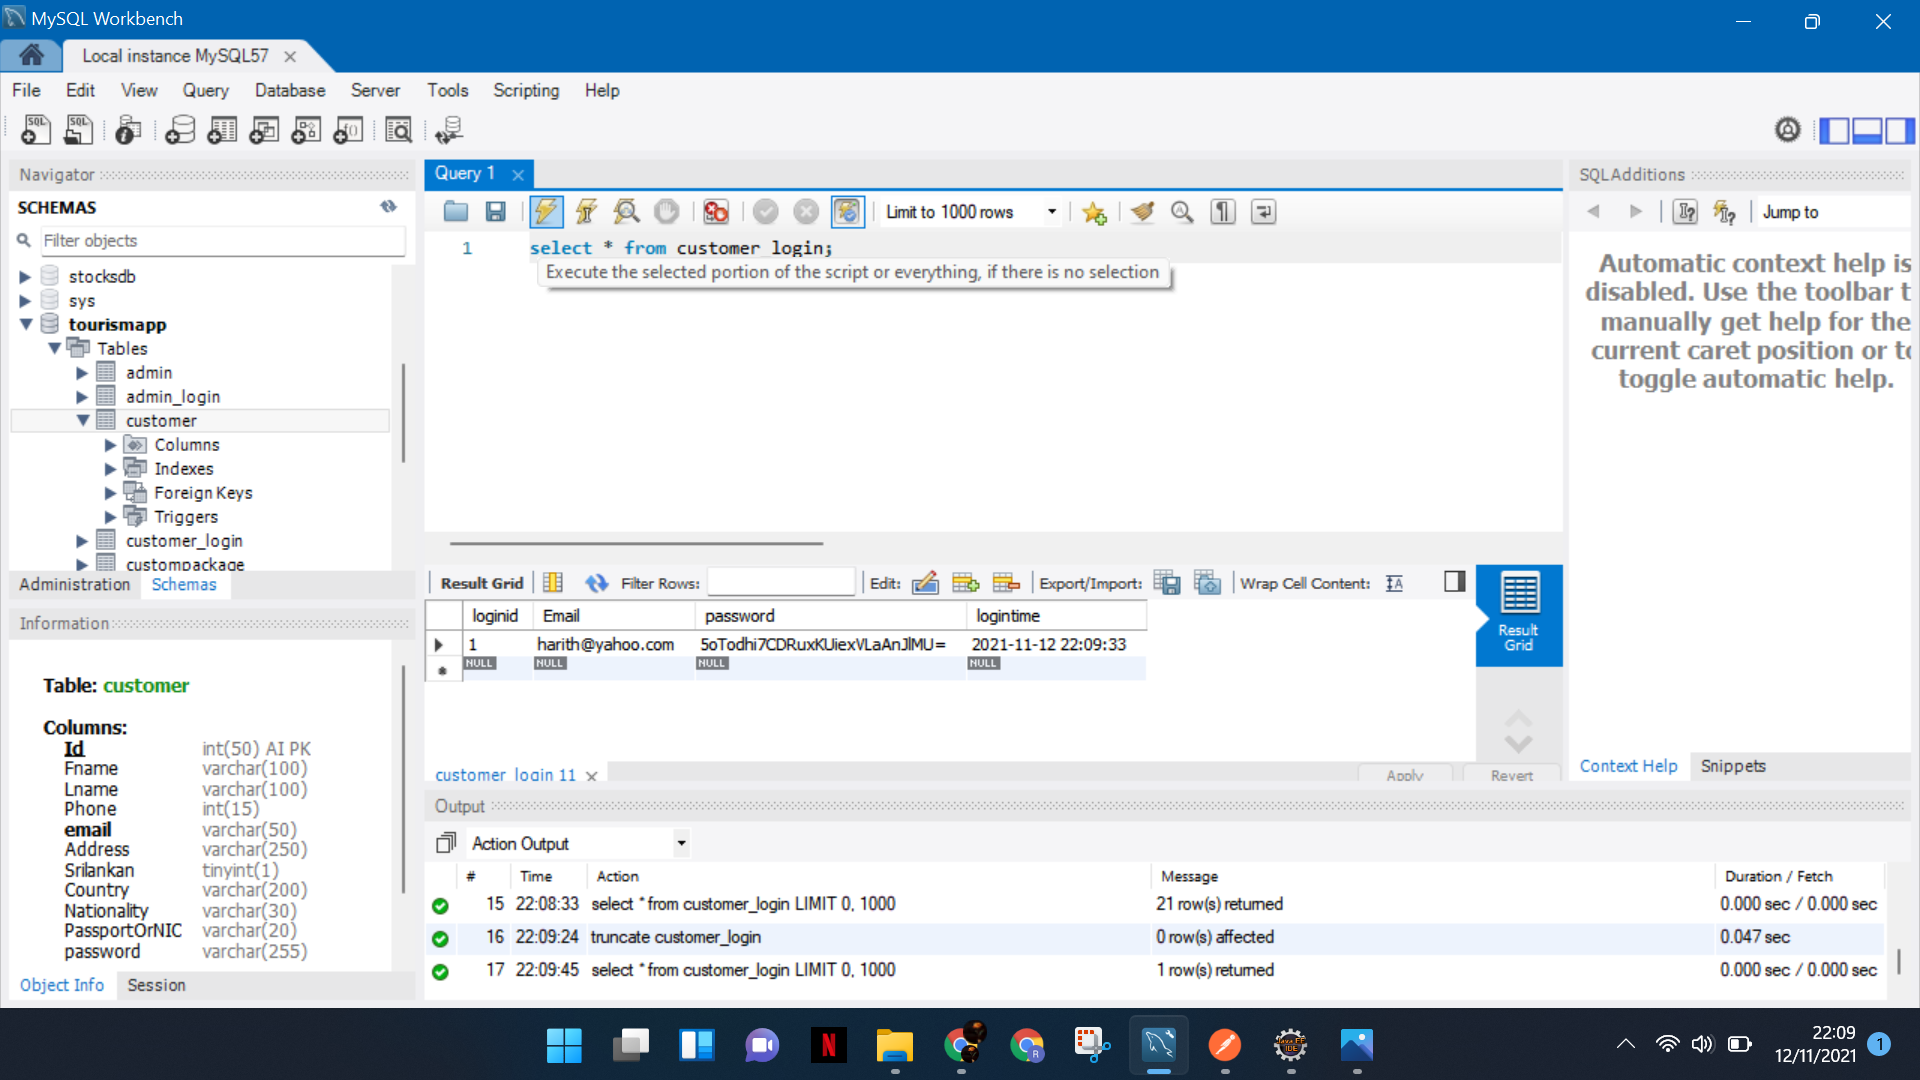 MySQL Workbench
Local instance MySQL57
File Edit View Query Database Server Tools Scripting Help
Navigator
SCHEMAS
Filter objects
stocksdb
sys
tourismapp
Tables
admin
admin_login
customer
Columns
Indexes
Foreign Keys
Triggers
customer_login
custompackage
Administration Schemas
Information
Table: customer
Columns:
Id int(50) AI PK
Fname varchar(100)
Lname varchar(100)
Phone int(15)
email varchar(50)
Address varchar(250)
Srilankan tinyint(1)
Country varchar(200)
Nationality varchar(30)
PassportOrNIC varchar(20)
password varchar(255)
Object Info Session
Query 1
Limit to 1000 rows
1 select * from customer_login;
Execute the selected portion of the script or everything, if there is no selection
Result Grid Filter Rows: Edit: Export/Import: Wrap Cell Content:
loginid Email password logintime
1 harith@yahoo.com 5oTodhi7CDRuxKUiexVLaAnJlMU= 2021-11-12 22:09:33
NULL NULL NULL NULL
Result
Grid
customer_login 11 Apply Revert
Output
Action Output
# Time Action Message Duration / Fetch
15 22:08:33 select * from customer_login LIMIT 0, 1000 21 row(s) returned 0.000 sec / 0.000 sec
16 22:09:24 truncate customer_login 0 row(s) affected 0.047 sec
17 22:09:45 select * from customer_login LIMIT 0, 1000 1 row(s) returned 0.000 sec / 0.000 sec
SQLAdditions
Jump to
Automatic context help is
disabled. Use the toolbar t
manually get help for the
current caret position or to
toggle automatic help.
Context Help Snippets
22:09
12/11/2021
1